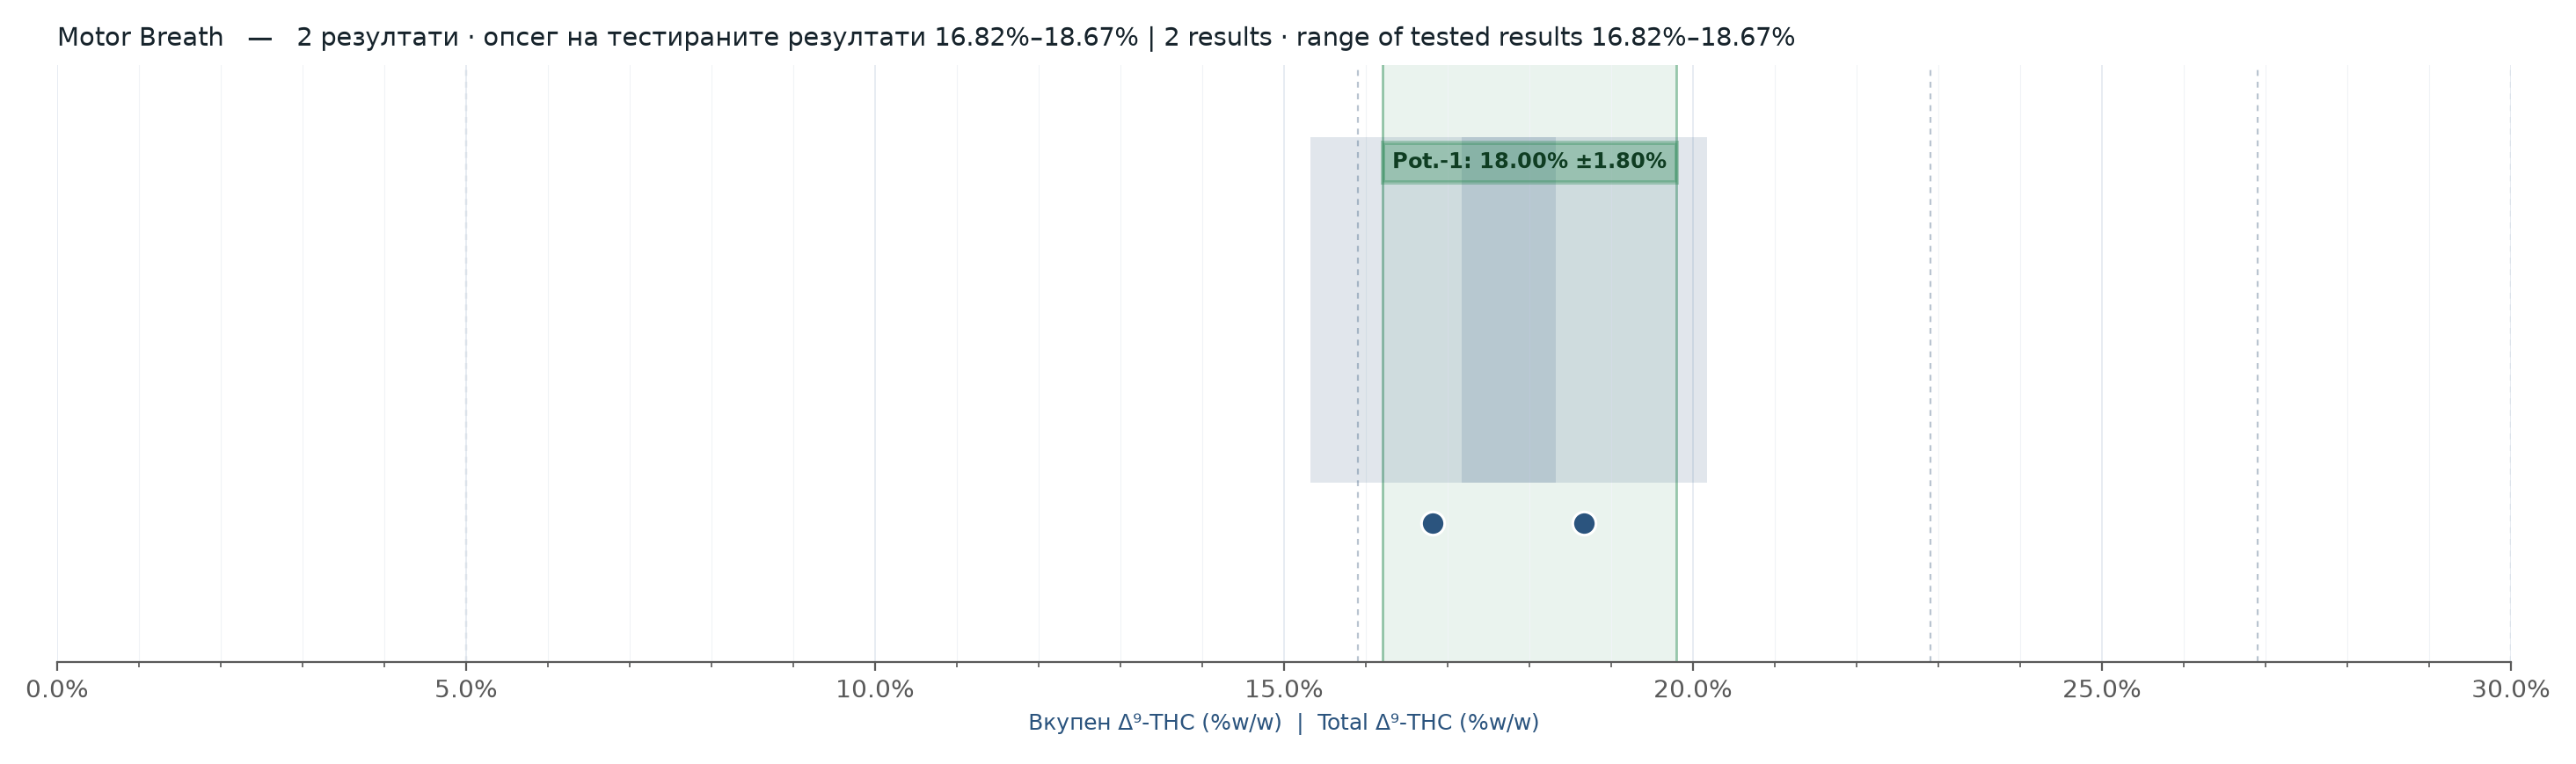 Motor Breath — 2 резултати · опсег на тестираните резултати 16.82%–18.67% | 2 results · range of tested results 16.82%–18.67%
Pot.-1: 18.00% ±1.80%
0.0% 5.0% 10.0% 15.0% 20.0% 25.0% 30.0%
Вкупен Δ⁹-THC (%w/w) | Total Δ⁹-THC (%w/w)